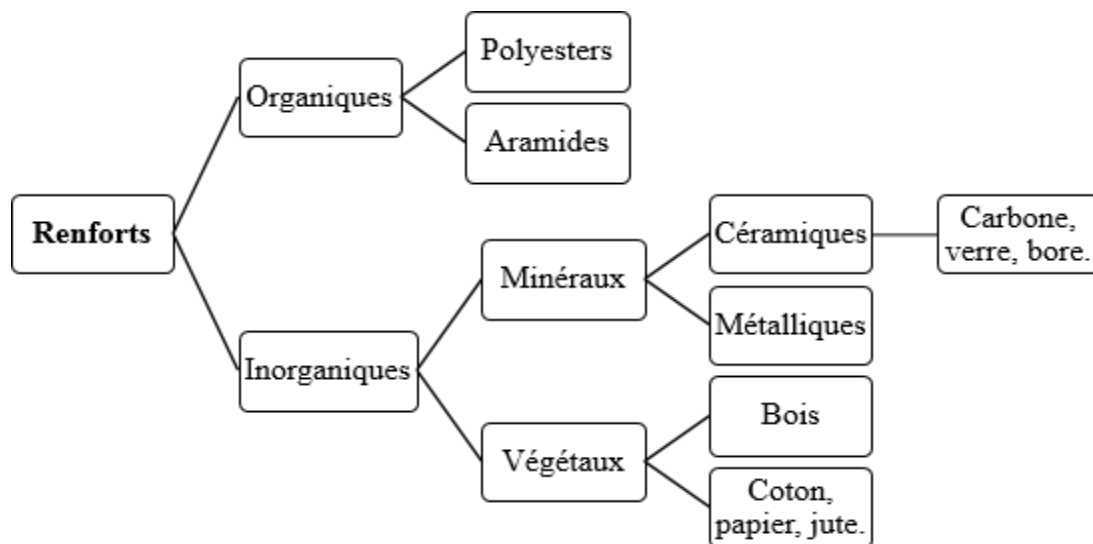 Renforts
Organiques
Polyesters
Aramides
Inorganiques
Minéraux
Céramiques
Carbone,
verre, bore.
Métalliques
Végétaux
Bois
Coton,
papier, jute.